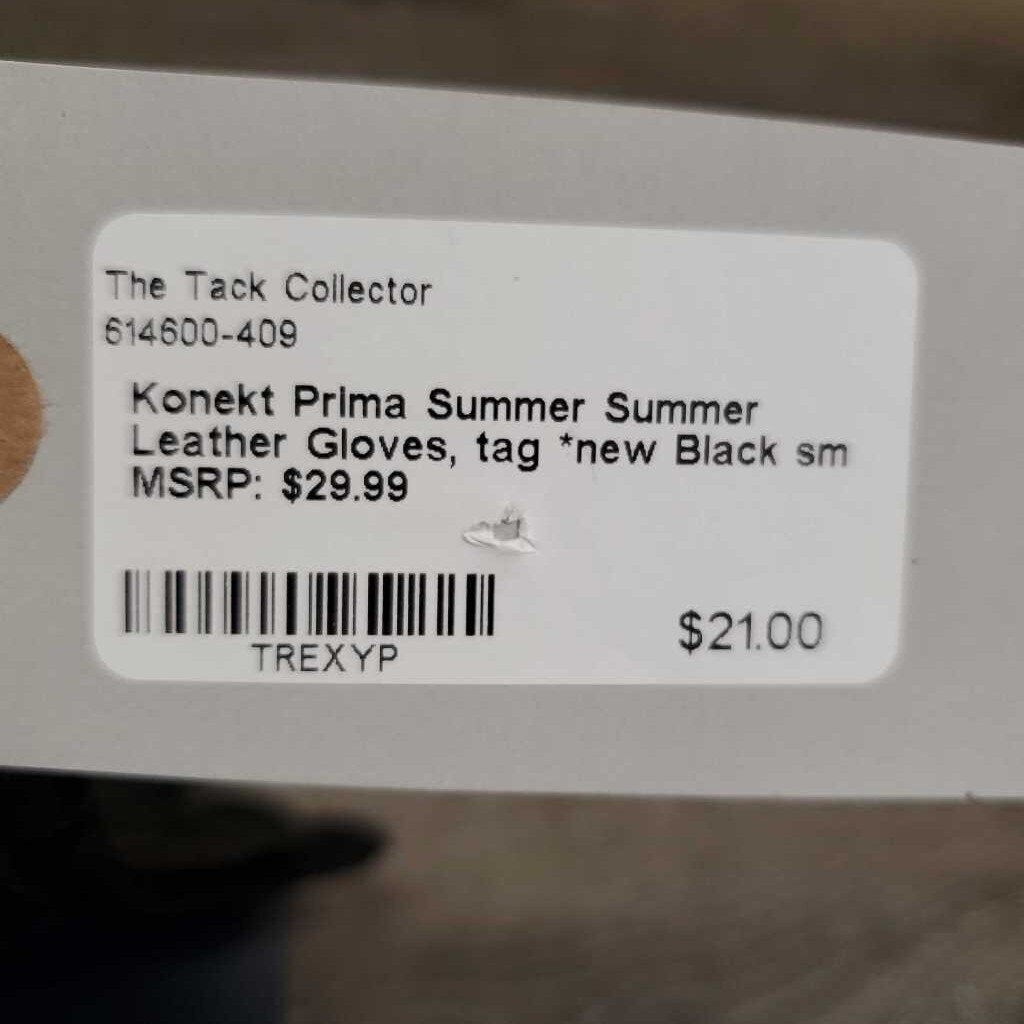 The Tack Collector
614600-409
Konekt Prima Summer Summer
Leather Gloves, tag *new Black sm
MSRP: $29.99
TREXYP
$21.00